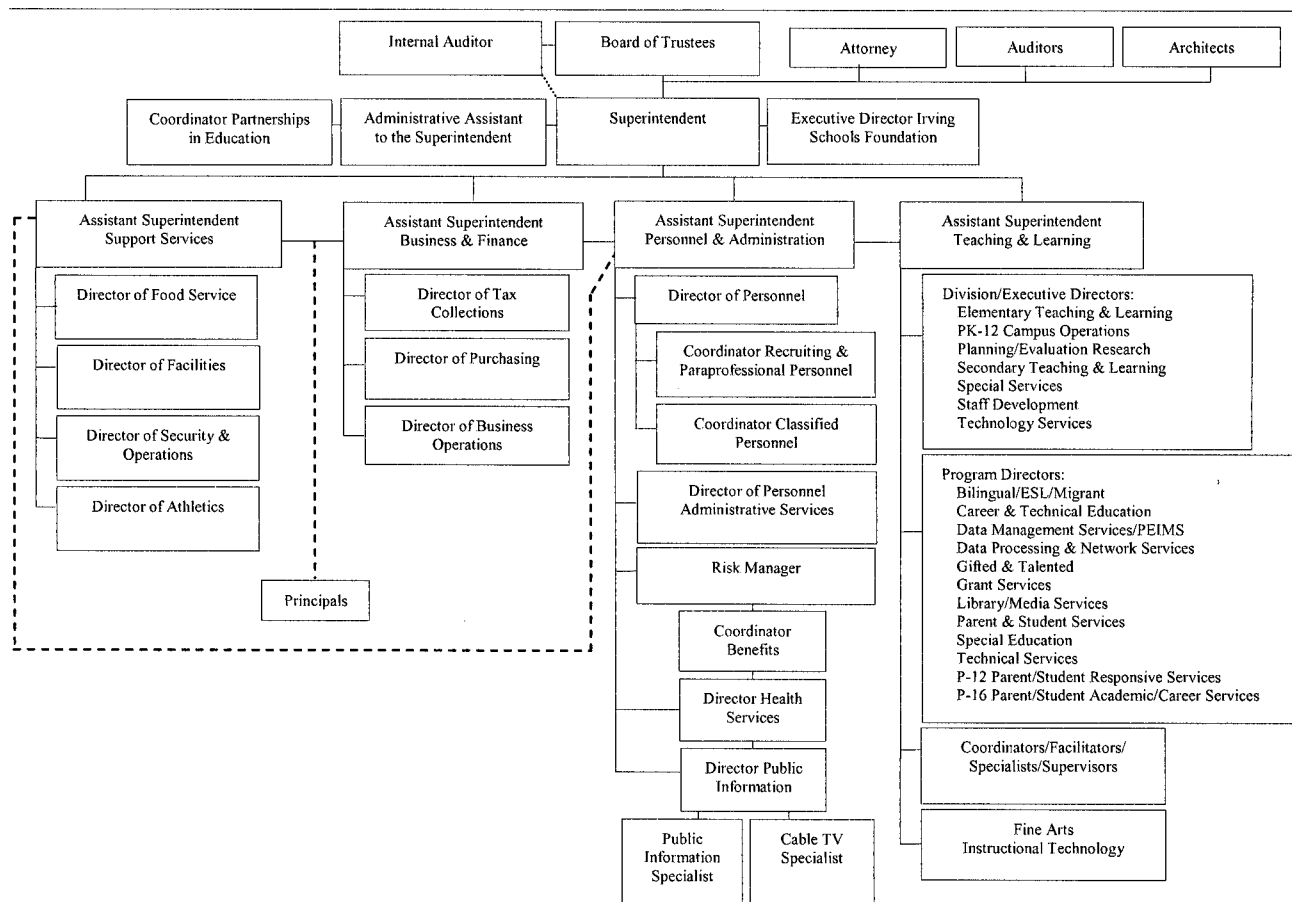 Internal Auditor
Board of Trustees
Attorney
Auditors
Architects
Coordinator Partnerships
in Education
Administrative Assistant
to the Superintendent
Superintendent
Executive Director Irving
Schools Foundation
Assistant Superintendent
Support Services
Assistant Superintendent
Business & Finance
Assistant Superintendent
Personnel & Administration
Assistant Superintendent
Teaching & Learning
Director of Food Service
Director of Facilities
Director of Security &
Operations
Director of Athletics
Principals
Director of Tax
Collections
Director of Purchasing
Director of Business
Operations
Director of Personnel
Coordinator Recruiting &
Paraprofessional Personnel
Coordinator Classified
Personnel
Director of Personnel
Administrative Services
Risk Manager
Coordinator
Benefits
Director Health
Services
Director Public
Information
Public
Information
Specialist
Cable TV
Specialist
Division/Executive Directors:
Elementary Teaching & Learning
PK-12 Campus Operations
Planning/Evaluation Research
Secondary Teaching & Learning
Special Services
Staff Development
Technology Services
Program Directors:
Bilingual/ESL/Migrant
Career & Technical Education
Data Management Services/PEIMS
Data Processing & Network Services
Gifted & Talented
Grant Services
Library/Media Services
Parent & Student Services
Special Education
Technical Services
P-12 Parent/Student Responsive Services
P-16 Parent/Student Academic/Career Services
Coordinators/Facilitators/
Specialists/Supervisors
Fine Arts
Instructional Technology